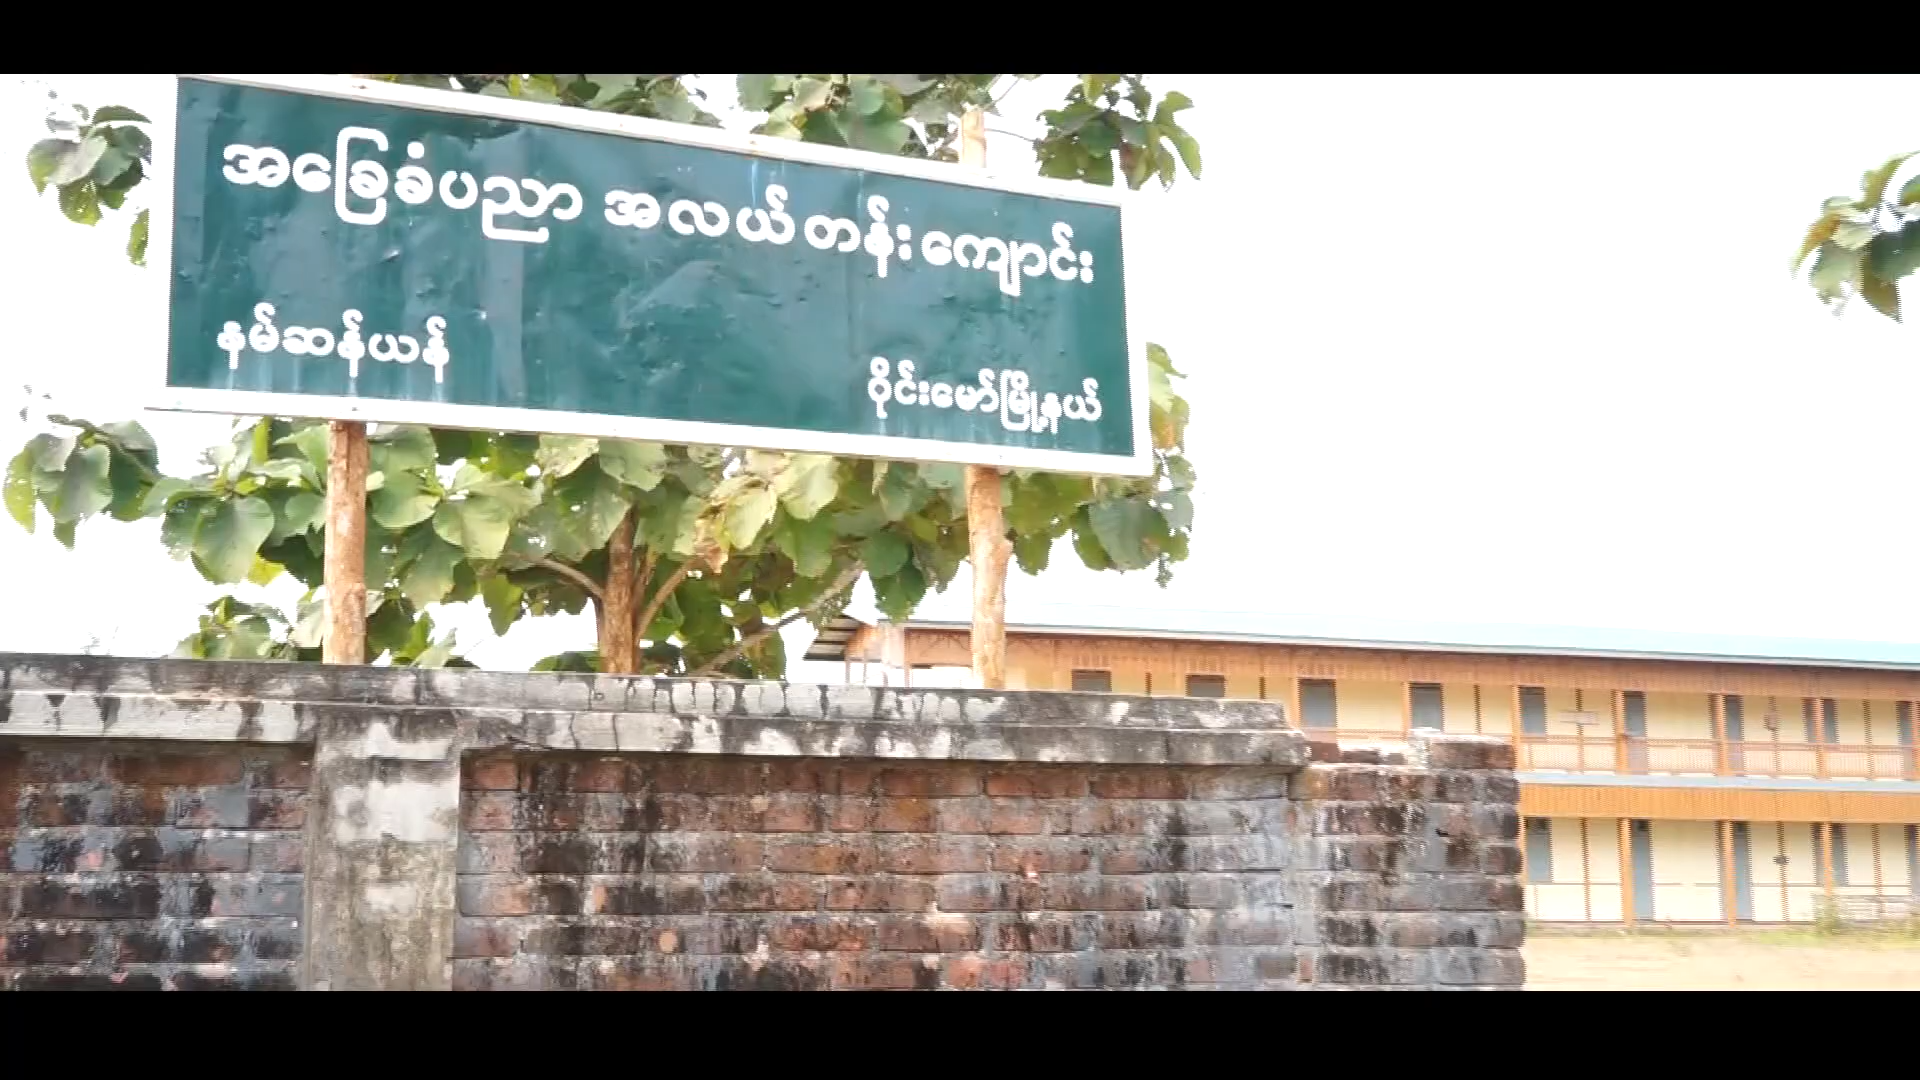 အခြေခံပညာ အလယ်တန်းကျောင်း
နမ်ဆန်ယန်
ဝိုင်းမော်မြို့နယ်